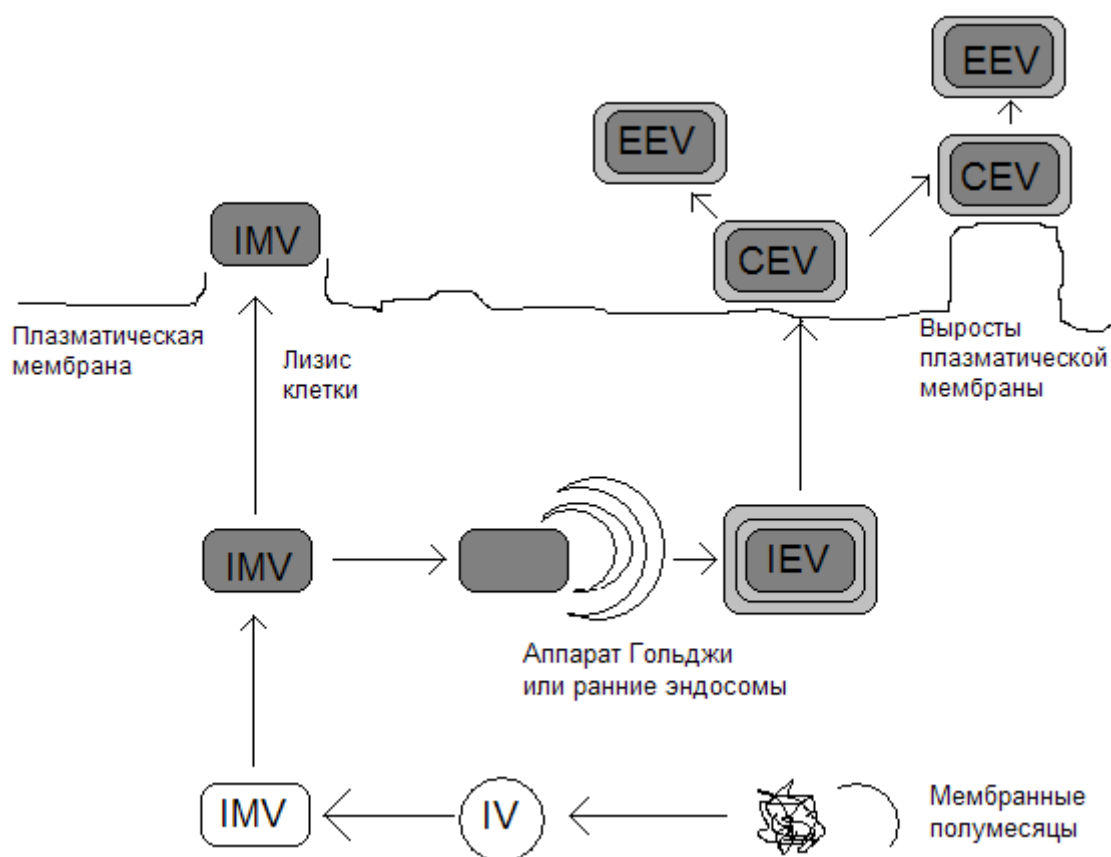 EEV
EEV
CEV
IMV
CEV
Плазматическая
мембрана
Лизис
клетки
Выросты
плазматической
мембраны
IMV
IEV
Аппарат Гольджи
или ранние эндосомы
IMV
IV
Мембранные
полумесяцы